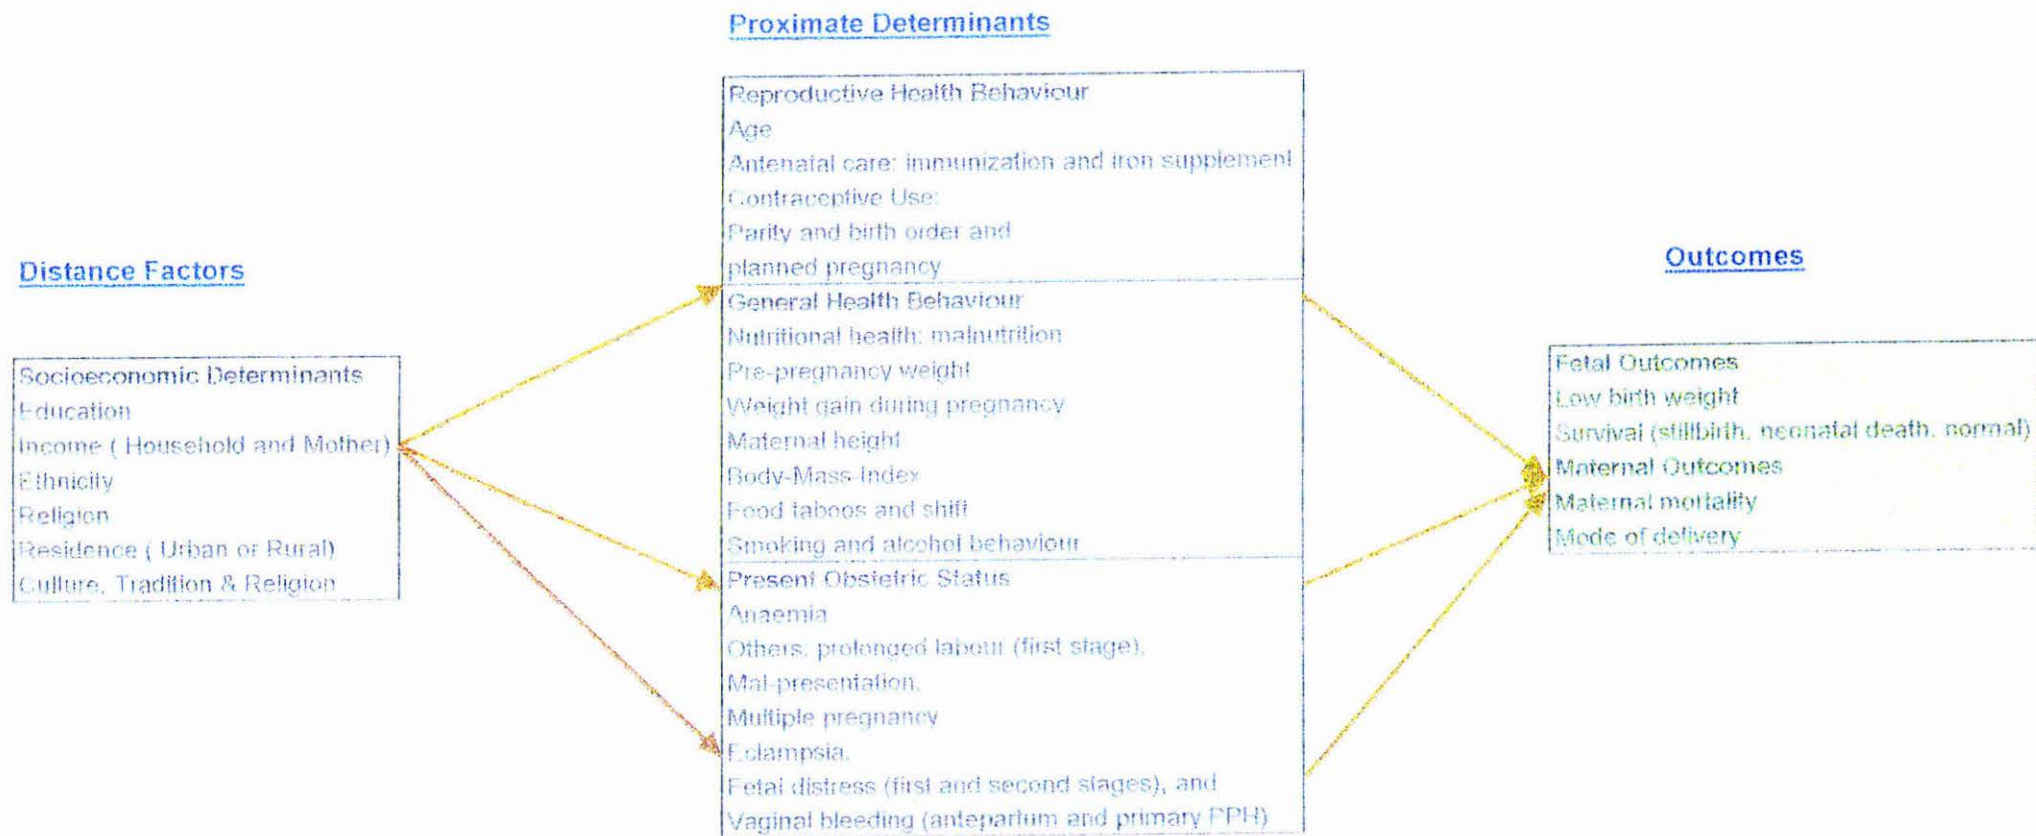 Proximate Determinants
Reproductive Health Behaviour
Age
Antenatal care: immunization and iron supplement
Contraceptive Use:
Parity and birth order and
planned pregnancy
General Health Behaviour
Nutritional health: malnutrition
Pre-pregnancy weight
Weight gain during pregnancy
Maternal height
Body-Mass-Index
Food taboos and shift
Smoking and alcohol behaviour
Present Obstetric Status
Anaemia
Others, prolonged labour (first stage),
Mal-presentation,
Multiple pregnancy
Eclampsia,
Fetal distress (first and second stages), and
Vaginal bleeding (antepartum and primary PPH)
Distance Factors
Socioeconomic Determinants
Education
Income ( Household and Mother)
Ethnicity
Religion
Residence ( Urban or Rural)
Culture, Tradition & Religion
Outcomes
Fetal Outcomes
Low birth weight
Survival (stillbirth, neonatal death, normal)
Maternal Outcomes
Maternal mortality
Mode of delivery